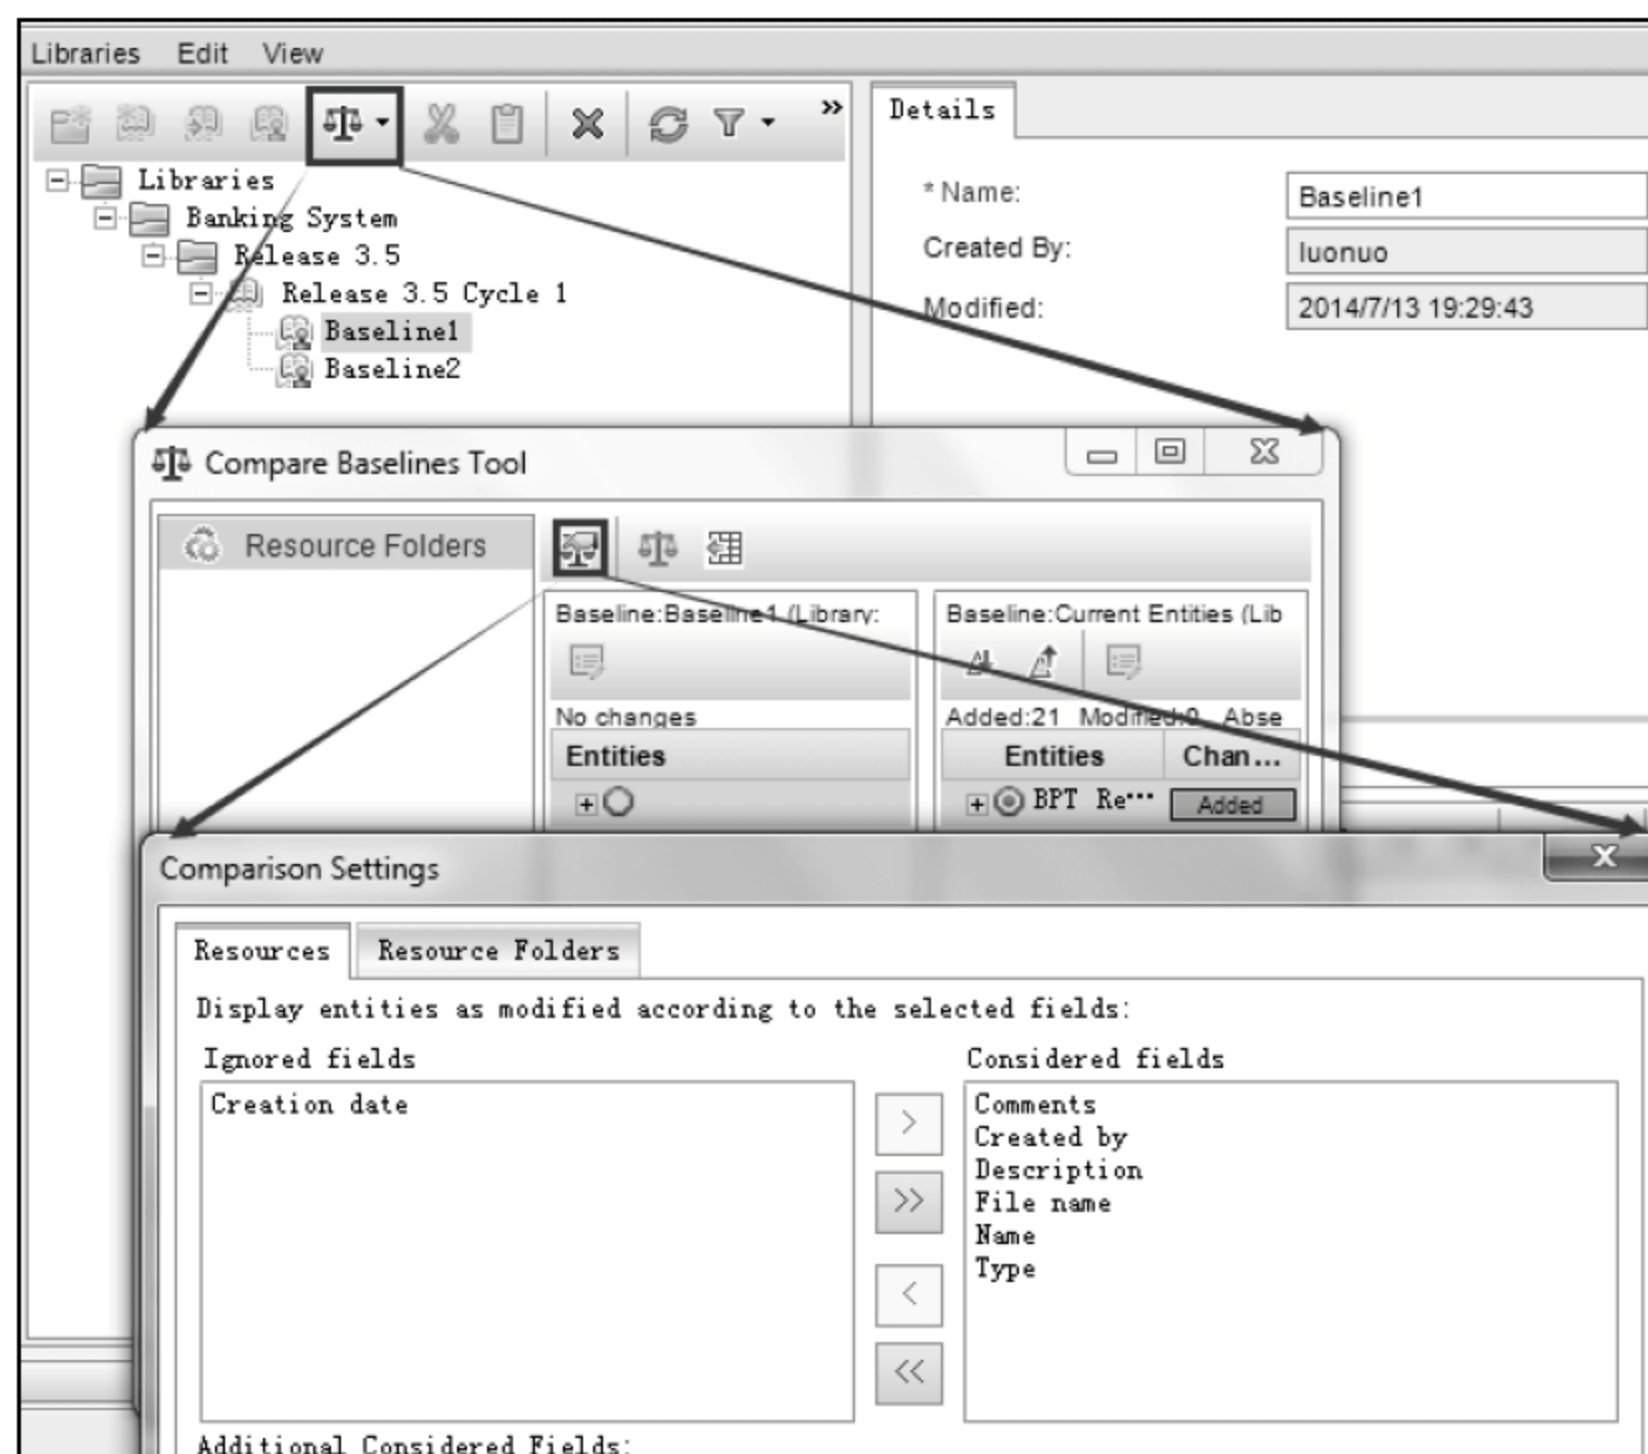 Libraries Edit View
Details
Libraries
Banking System
Release 3.5
Release 3.5 Cycle 1
Baseline1
Baseline2
* Name:
Baseline1
Created By:
luonuo
Modified:
2014/7/13 19:29:43
Compare Baselines Tool
Resource Folders
Baseline:Baseline1 (Library:
No changes
Entities
Baseline:Current Entities (Lib
Added:21 Modified:0 Abse
Entities Chan...
BPT Re... Added
Comparison Settings
Resources Resource Folders
Display entities as modified according to the selected fields:
Ignored fields
Creation date
>
>>
<
<<
Considered fields
Comments
Created by
Description
File name
Name
Type
Additional Considered Fields: